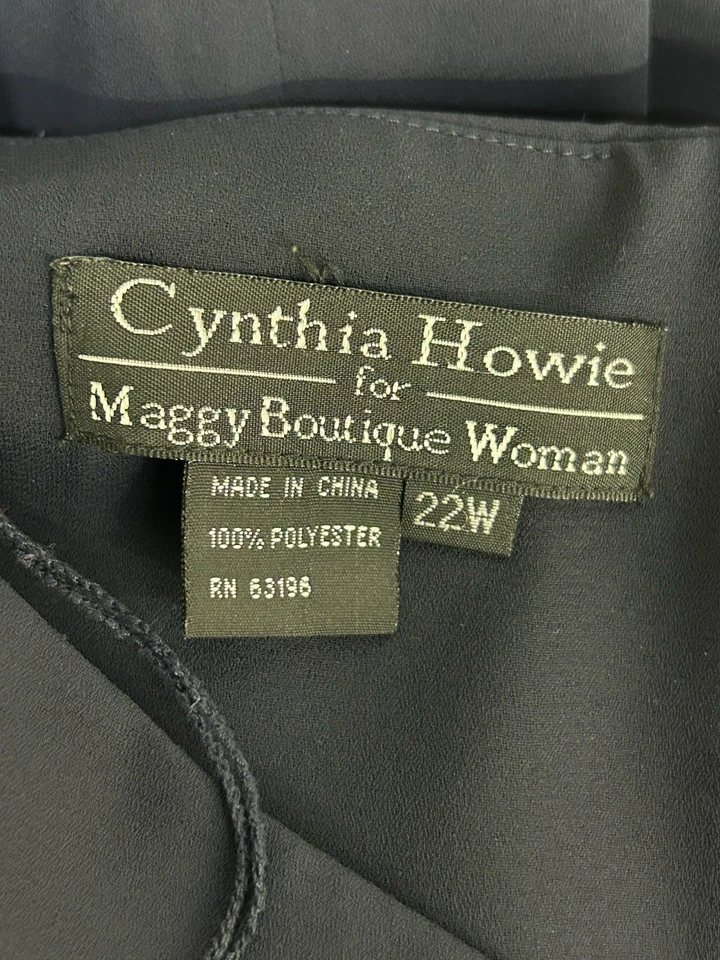 Cynthia Howie
for
Maggy Boutique Woman
MADE IN CHINA
100% POLYESTER
RN 63196
22W